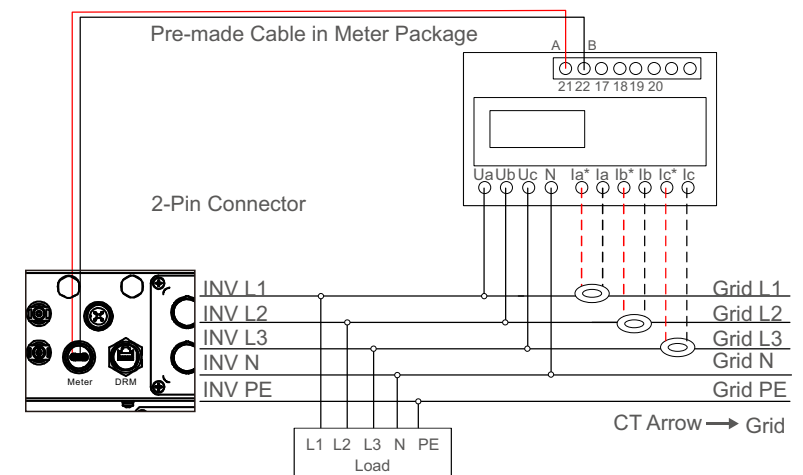 Pre-made Cable in Meter Package
A B
21 22 17 18 19 20
Ua Ub Uc N Ia* Ia Ib* Ib Ic* Ic
2-Pin Connector
INV L1 Grid L1
INV L2 Grid L2
INV L3 Grid L3
INV N Grid N
INV PE Grid PE
Meter DRM
CT Arrow → Grid
L1 L2 L3 N PE
Load